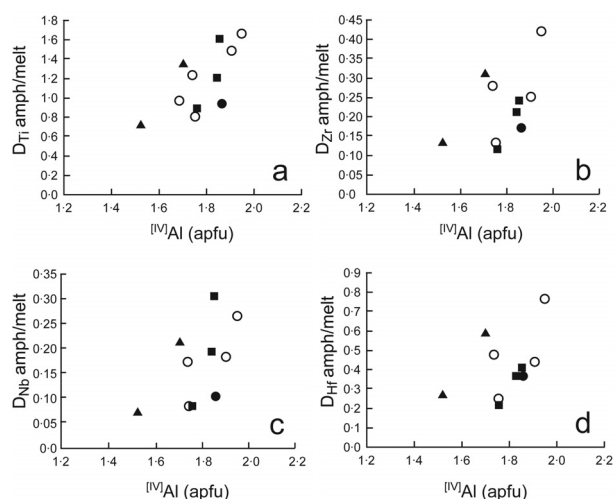 1·8
1·6
1·4
1·2
1·0
0·8
0·6
0·4
0·2
0
D_Ti amph/melt
a
1·2 1·4 1·6 1·8 2·0 2·2
[IV]Al (apfu)
0·45
0·40
0·35
0·30
0·25
0·20
0·15
0·10
0·05
0·00
D_Zr amph/melt
b
1·2 1·4 1·6 1·8 2·0 2·2
[IV]Al (apfu)
0·35
0·30
0·25
0·20
0·15
0·10
0·05
0·00
D_Nb amph/melt
c
1·2 1·4 1·6 1·8 2·0 2·2
[IV]Al (apfu)
0·9
0·8
0·7
0·6
0·5
0·4
0·3
0·2
0·1
0
D_Hf amph/melt
d
1·2 1·4 1·6 1·8 2·0 2·2
[IV]Al (apfu)